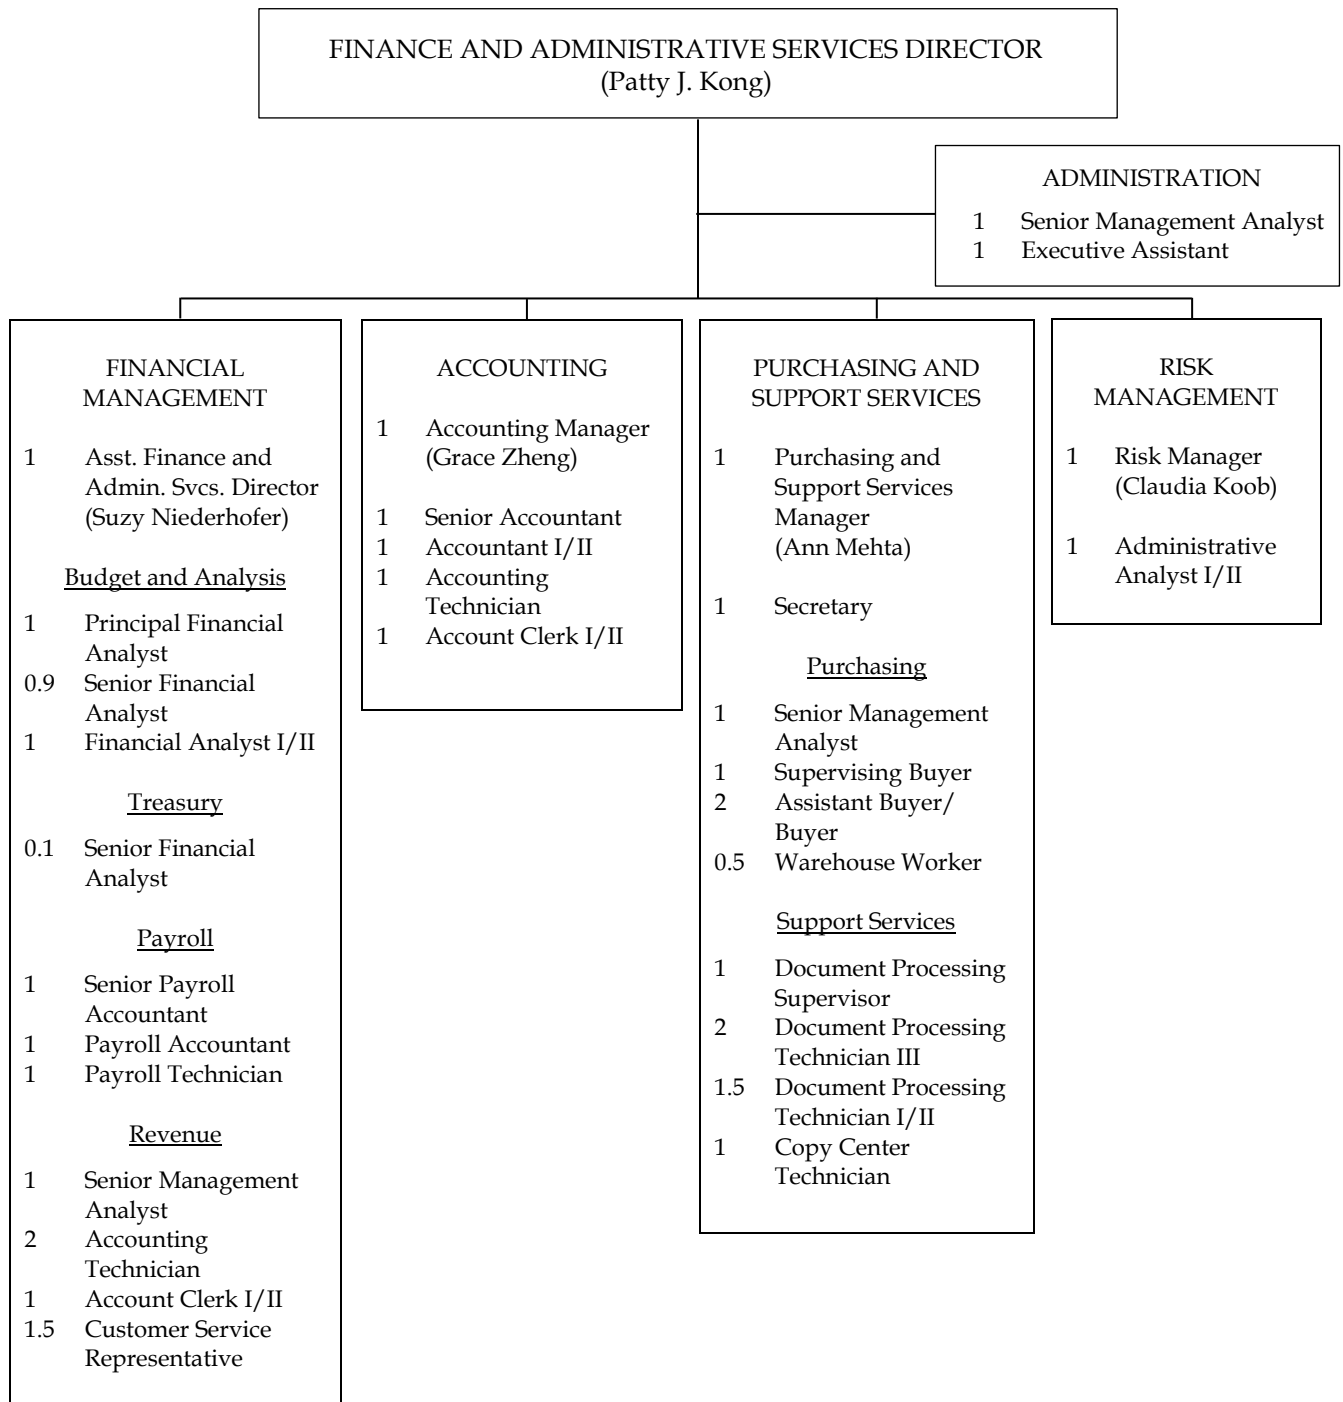 FINANCE AND ADMINISTRATIVE SERVICES DIRECTOR
(Patty J. Kong)
ADMINISTRATION
1 Senior Management Analyst
1 Executive Assistant
FINANCIAL
MANAGEMENT
1 Asst. Finance and
Admin. Svcs. Director
(Suzy Niederhofer)
Budget and Analysis
1 Principal Financial
Analyst
0.9 Senior Financial
Analyst
1 Financial Analyst I/II
Treasury
0.1 Senior Financial
Analyst
Payroll
1 Senior Payroll
Accountant
1 Payroll Accountant
1 Payroll Technician
Revenue
1 Senior Management
Analyst
2 Accounting
Technician
1 Account Clerk I/II
1.5 Customer Service
Representative
ACCOUNTING
1 Accounting Manager
(Grace Zheng)
1 Senior Accountant
1 Accountant I/II
1 Accounting
Technician
1 Account Clerk I/II
PURCHASING AND
SUPPORT SERVICES
1 Purchasing and
Support Services
Manager
(Ann Mehta)
1 Secretary
Purchasing
1 Senior Management
Analyst
1 Supervising Buyer
2 Assistant Buyer/
Buyer
0.5 Warehouse Worker
Support Services
1 Document Processing
Supervisor
2 Document Processing
Technician III
1.5 Document Processing
Technician I/II
1 Copy Center
Technician
RISK
MANAGEMENT
1 Risk Manager
(Claudia Koob)
1 Administrative
Analyst I/II